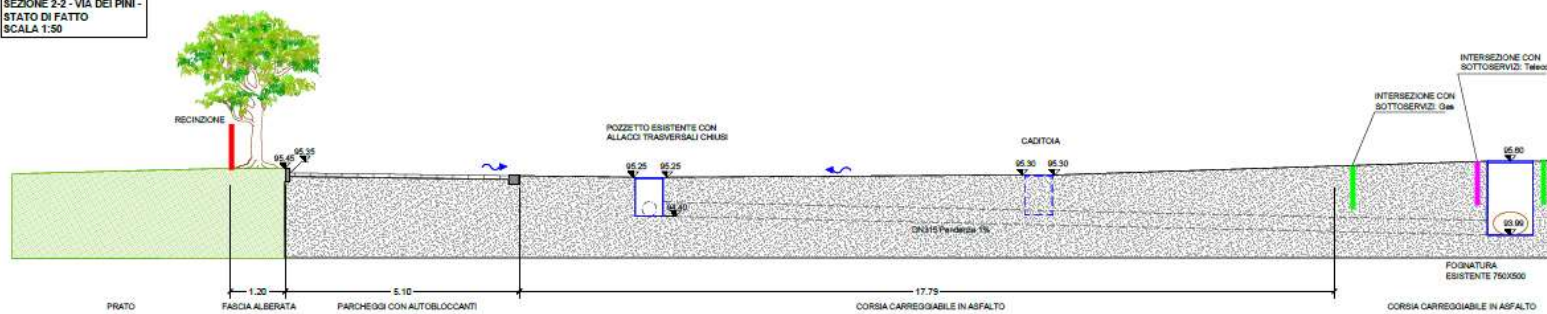 SEZIONE 2-2 - VIA DEI PINI -
STATO DI FATTO
SCALA 1:50
RECINZIONE
95.45
95.35
POZZETTO ESISTENTE CON
ALLACCI TRASVERSALI CHIUSI
95.25
95.25
94.40
CADITOIA
95.30
95.30
DN315 Pendenza 1%
INTERSEZIONE CON
SOTTOSERVIZI: Gas
INTERSEZIONE CON
SOTTOSERVIZI:
95.60
93.99
FOGNATURA
ESISTENTE 750X500
1.20
5.10
17.79
PRATO
FASCIA ALBERATA
PARCHEGGI CON AUTOBLOCCANTI
CORSIA CARREGGIABILE IN ASFALTO
CORSIA CARREGGIABILE IN ASFALTO